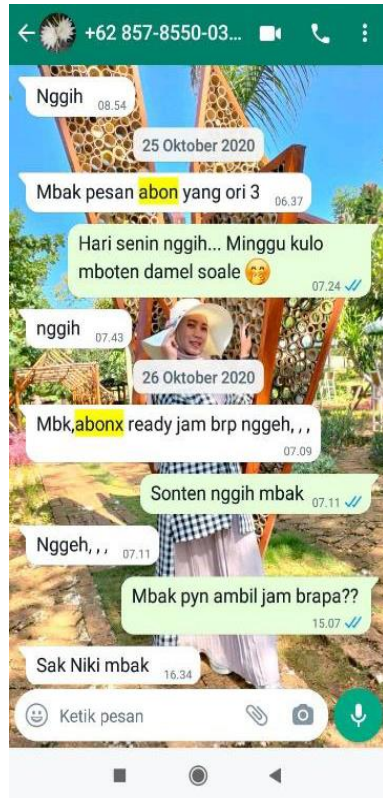 +62 857-8550-03...
Nggih 08.54
25 Oktober 2020
Mbak pesan abon yang ori 3 06.37
Hari senin nggih... Minggu kulo
mboten damel soale 🤭
07.24
nggih 07.43
26 Oktober 2020
Mbk,abonx ready jam brp nggeh, , ,
07.09
Sonten nggih mbak 07.11
Nggeh, , , 07.11
Mbak pyn ambil jam brapa??
15.07
Sak Niki mbak 16.34
Ketik pesan